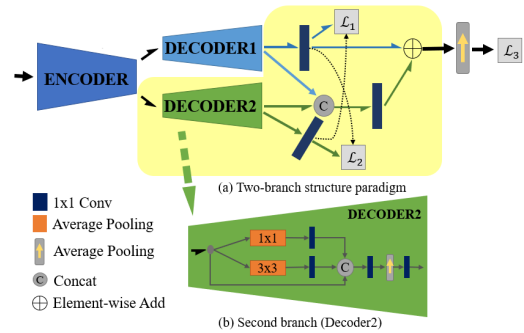 ENCODER
DECODER1
DECODER2
C
ℒ1
ℒ2
ℒ3
(a) Two-branch structure paradigm
1x1 Conv
Average Pooling
Average Pooling
C
Concat
Element-wise Add
DECODER2
1x1
3x3
C
(b) Second branch (Decoder2)